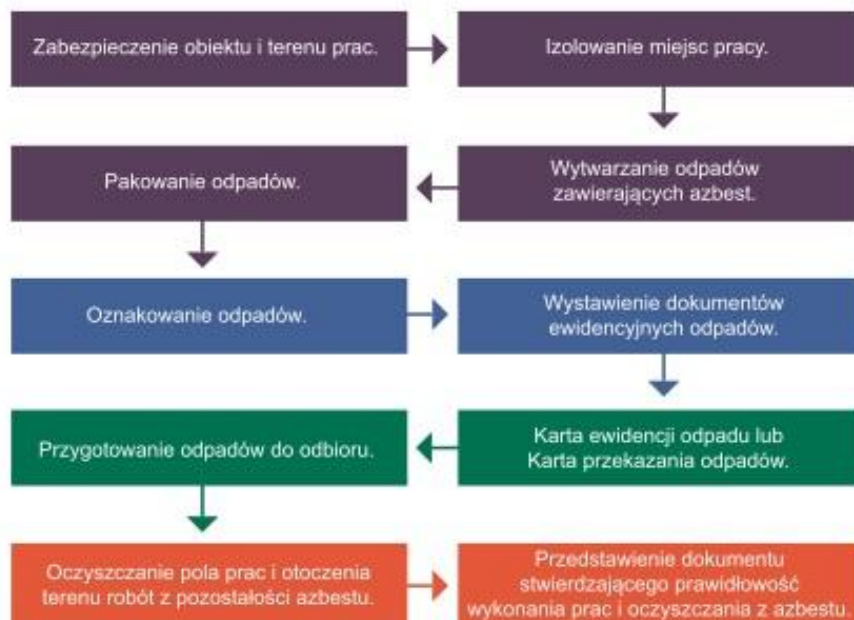 Zabezpieczenie obiektu i terenu prac.
Izolowanie miejsc pracy.
Wytwarzanie odpadów
zawierających azbest.
Pakowanie odpadów.
Oznakowanie odpadów.
Wystawienie dokumentów
ewidencyjnych odpadów.
Karta ewidencji odpadu lub
Karta przekazania odpadów.
Przygotowanie odpadów do odbioru.
Oczyszczanie pola prac i otoczenia
terenu robót z pozostałości azbestu.
Przedstawienie dokumentu
stwierdzającego prawidłowość
wykonania prac i oczyszczania z azbestu.